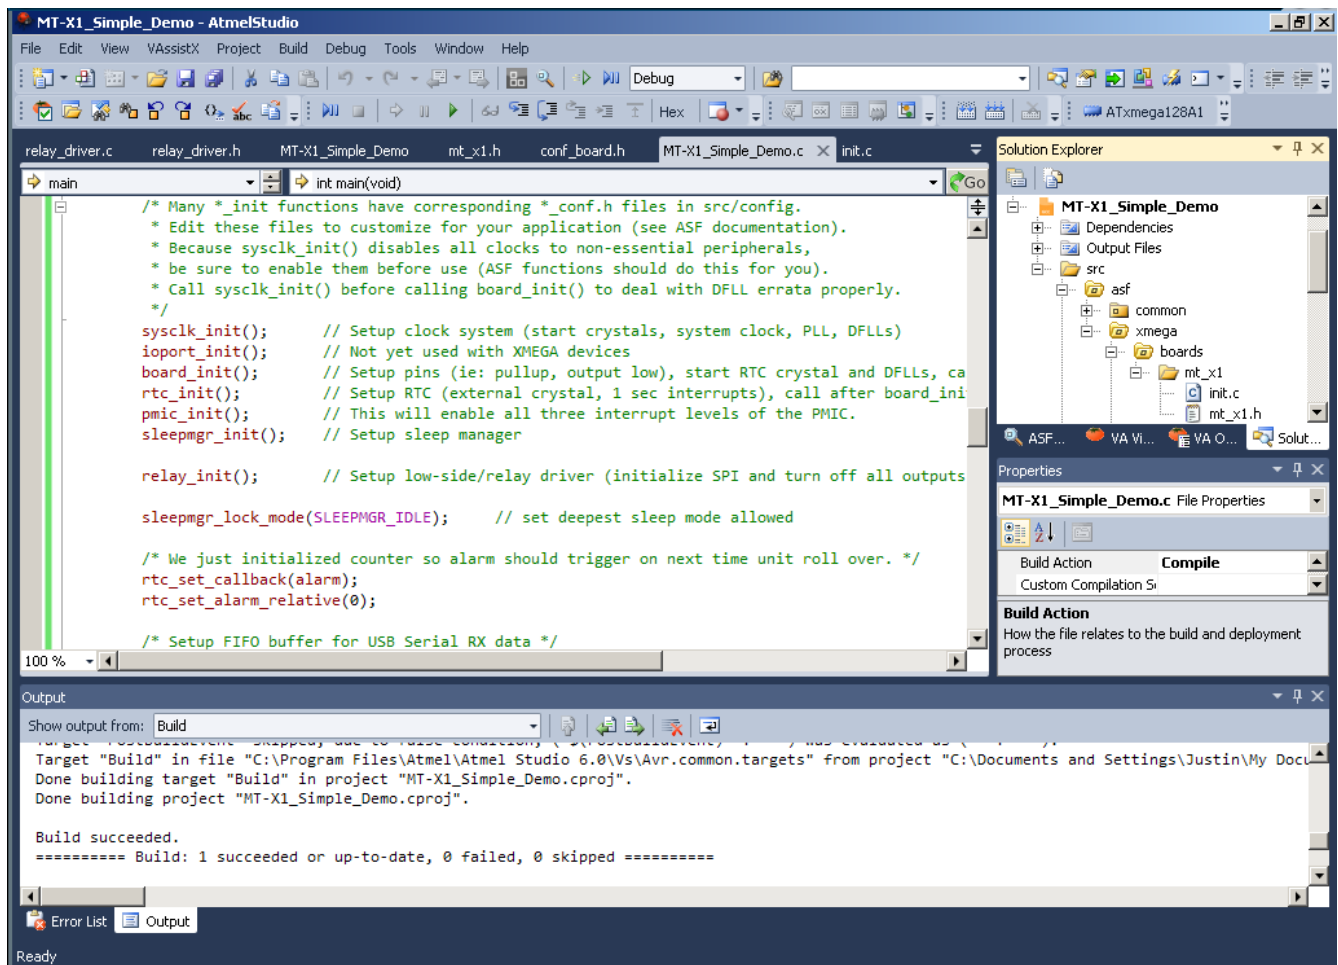 MT-X1_Simple_Demo - AtmelStudio
File Edit View VAssistX Project Build Debug Tools Window Help
Debug
Hex ATxmega128A1
relay_driver.c relay_driver.h MT-X1_Simple_Demo mt_x1.h conf_board.h MT-X1_Simple_Demo.c init.c
main int main(void) Go
/* Many *_init functions have corresponding *_conf.h files in src/config.
* Edit these files to customize for your application (see ASF documentation).
* Because sysclk_init() disables all clocks to non-essential peripherals,
* be sure to enable them before use (ASF functions should do this for you).
* Call sysclk_init() before calling board_init() to deal with DFLL errata properly.
*/
sysclk_init(); // Setup clock system (start crystals, system clock, PLL, DFLLs)
ioport_init(); // Not yet used with XMEGA devices
board_init(); // Setup pins (ie: pullup, output low), start RTC crystal and DFLLs, ca
rtc_init(); // Setup RTC (external crystal, 1 sec interrupts), call after board_ini
pmic_init(); // This will enable all three interrupt levels of the PMIC.
sleepmgr_init(); // Setup sleep manager
relay_init(); // Setup low-side/relay driver (initialize SPI and turn off all outputs
sleepmgr_lock_mode(SLEEPMGR_IDLE); // set deepest sleep mode allowed
/* We just initialized counter so alarm should trigger on next time unit roll over. */
rtc_set_callback(alarm);
rtc_set_alarm_relative(0);
/* Setup FIFO buffer for USB Serial RX data */
100 %
Solution Explorer
MT-X1_Simple_Demo
Dependencies
Output Files
src
asf
common
xmega
boards
mt_x1
init.c
mt_x1.h
ASF... VA Vi... VA O... Solut...
Properties
MT-X1_Simple_Demo.c File Properties
Build Action Compile
Custom Compilation S
Build Action
How the file relates to the build and deployment
process
Output
Show output from: Build
Target "PostBuildEvent" skipped, due to false condition; ('$(PostBuildEvent)' != '') was evaluated as ('' != '').
Target "Build" in file "C:\Program Files\Atmel\Atmel Studio 6.0\Vs\Avr.common.targets" from project "C:\Documents and Settings\Justin\My Docu
Done building target "Build" in project "MT-X1_Simple_Demo.cproj".
Done building project "MT-X1_Simple_Demo.cproj".
Build succeeded.
========== Build: 1 succeeded or up-to-date, 0 failed, 0 skipped ==========
Error List Output
Ready